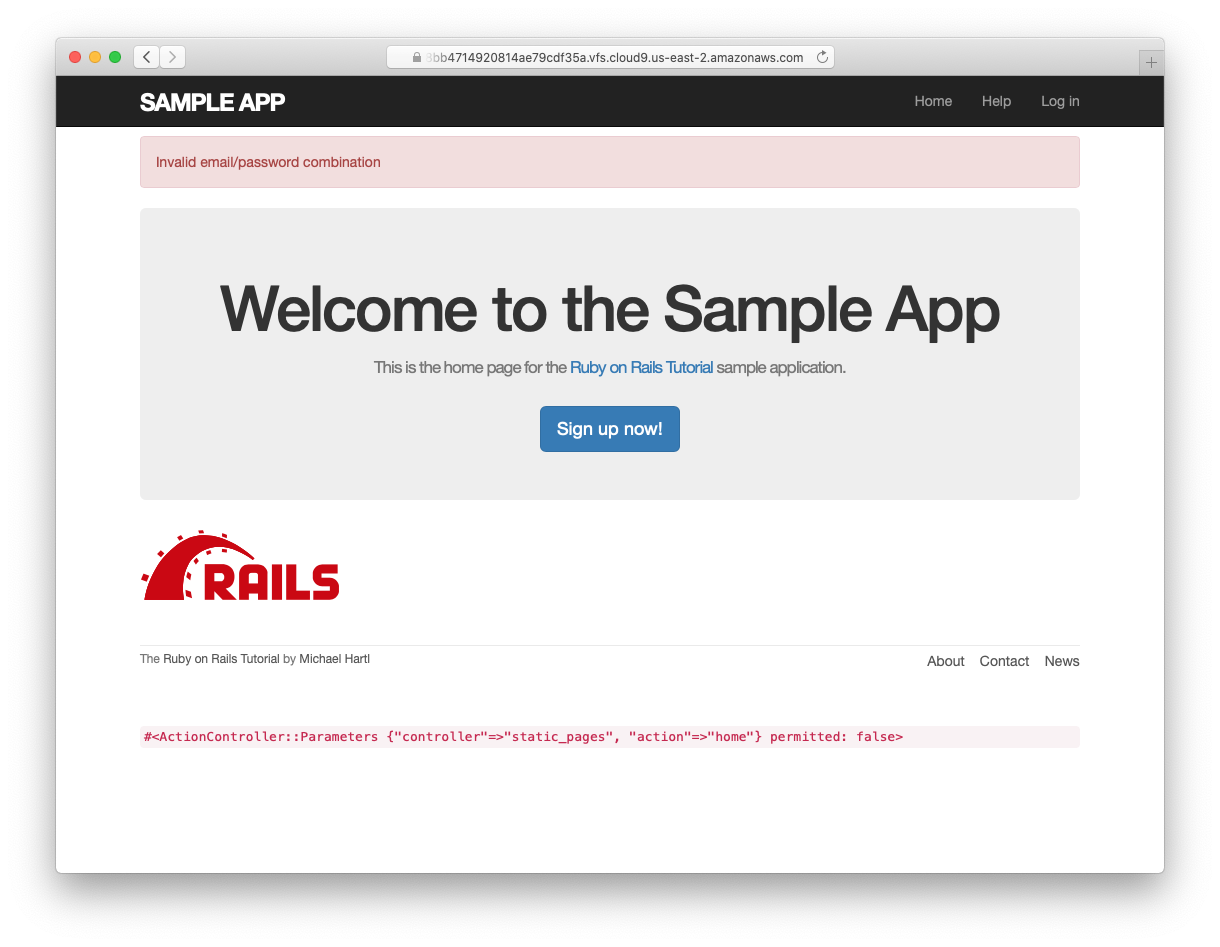 8bb4714920814ae79cdf35a.vfs.cloud9.us-east-2.amazonaws.com
SAMPLE APP Home Help Log in
Invalid email/password combination
Welcome to the Sample App
This is the home page for the Ruby on Rails Tutorial sample application.
Sign up now!
RAILS
The Ruby on Rails Tutorial by Michael Hartl About Contact News
#<ActionController::Parameters {"controller"=>"static_pages", "action"=>"home"} permitted: false>